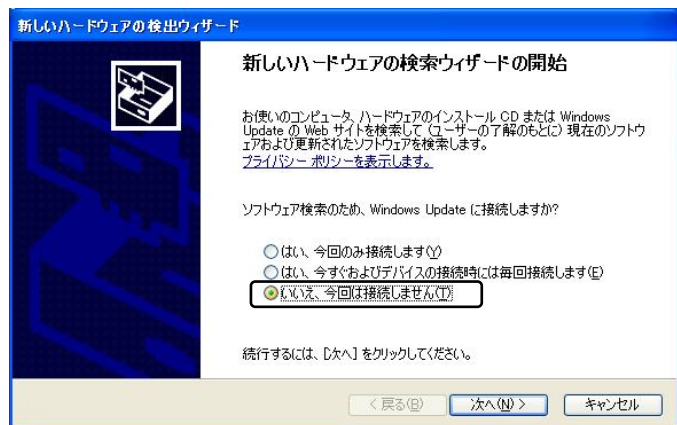 新しいハードウェアの検出ウィザード
新しいハードウェアの検索ウィザードの開始
お使いのコンピュータ、ハードウェアのインストール CD または Windows
Update の Web サイトを検索して (ユーザーの了解のもとに) 現在のソフトウ
ェアおよび更新されたソフトウェアを検索します。
プライバシー ポリシーを表示します。
ソフトウェア検索のため、Windows Update に接続しますか?
はい、今回のみ接続します(Y)
はい、今すぐおよびデバイスの接続時には毎回接続します(E)
いいえ、今回は接続しません(T)
続行するには、[次へ] をクリックしてください。
< 戻る(B) 次へ(N) > キャンセル